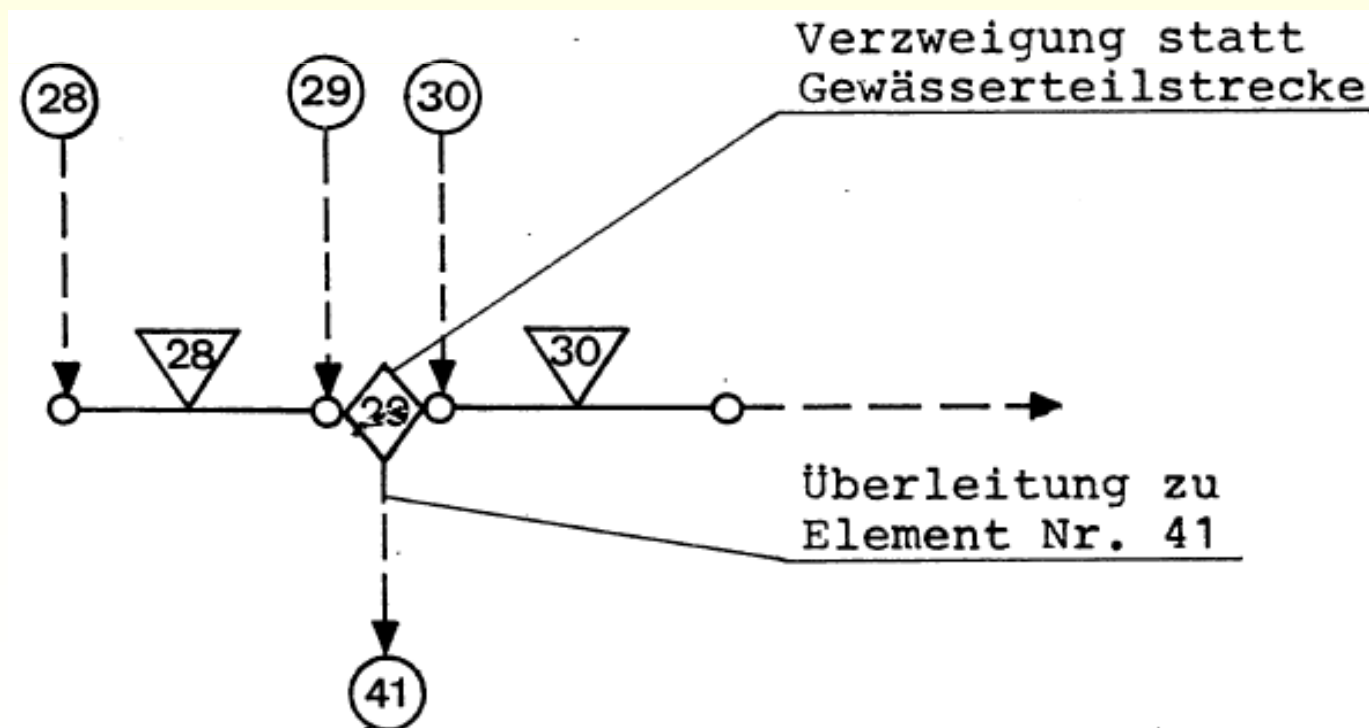 Verzweigung statt
Gewässerteilstrecke
28
29
30
28
30
Überleitung zu
Element Nr. 41
41